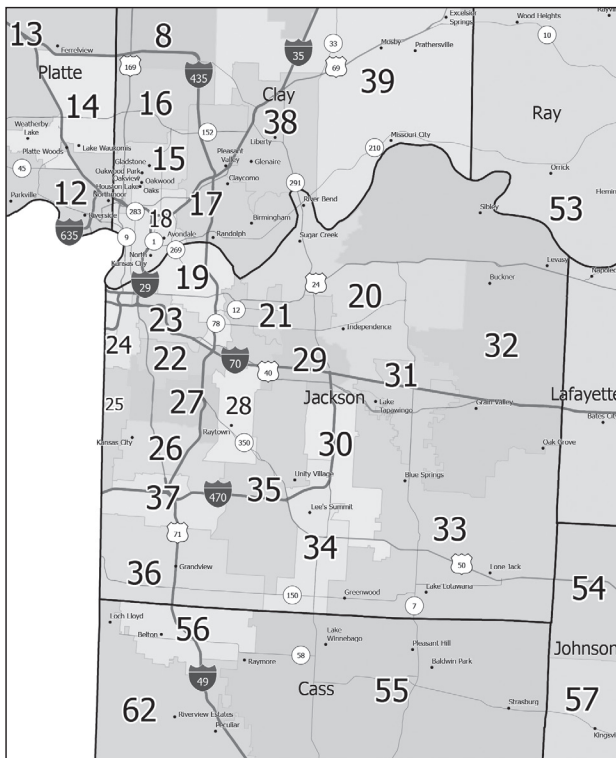 13
8
Ferrelview
Platte
169
435
35
33
Excelsior
Springs
Mosby
Prathersville
69
39
Wood Heights
10
Ray
14
16
Clay
38
Weatherby
Lake
Platte Woods
Lake Waukomis
152
Liberty
Missouri City
210
45
Gladstone
15
Pleasant
Valley
Glenaire
Oakwood Park
Oakview
Oakwood
Houston Lake
Oaks
Claycomo
Orrick
Parkville
12
Northmoor
Riverside
283
18
17
291
River Bend
Sibley
53
635
9
1
Avondale
Randolph
Birmingham
North
Kansas City
269
Sugar Creek
29
19
24
Levasy
Buckner
20
23
12
21
78
Independence
32
24
22
70
40
29
31
Jackson
Lake
Tapawingo
Grain Valley
Lafayette
Bates City
25
27
28
Raytown
Kansas City
350
30
Oak Grove
26
Unity Village
Blue Springs
37
470
35
Lee's Summit
71
34
33
50
Lone Jack
36
Grandview
54
150
Greenwood
Lake Lotawana
7
Loch Lloyd
Belton
56
Lake
Winnebago
Pleasant Hill
Johnson
58
Raymore
Baldwin Park
49
Cass
55
57
62
Riverview Estates
Peculiar
Strasburg